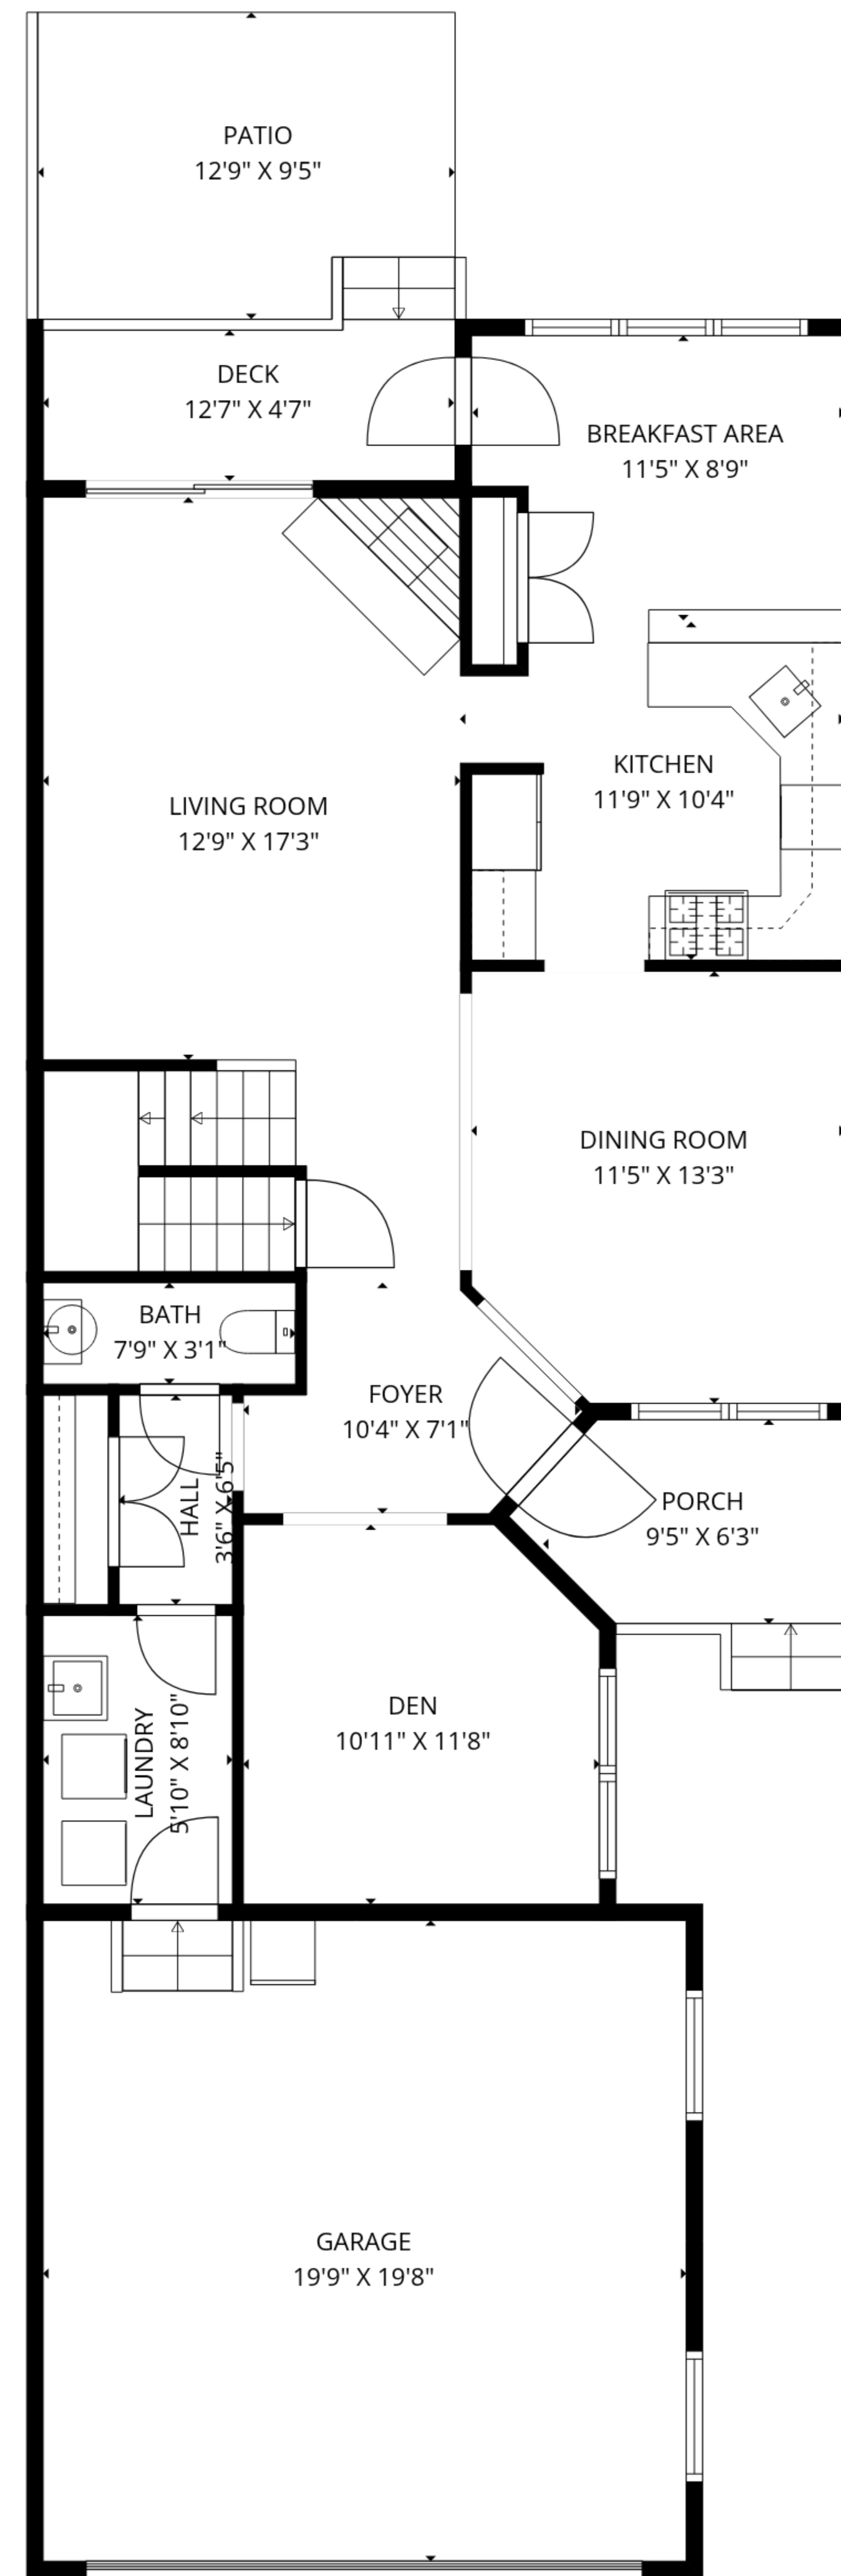 PATIO
12'9" X 9'5"
DECK
12'7" X 4'7"
BREAKFAST AREA
11'5" X 8'9"
KITCHEN
11'9" X 10'4"
LIVING ROOM
12'9" X 17'3"
DINING ROOM
11'5" X 13'3"
BATH
7'9" X 3'1"
FOYER
10'4" X 7'1"
HALL
3'6" X 6'5"
PORCH
9'5" X 6'3"
DEN
10'11" X 11'8"
LAUNDRY
5'10" X 8'10"
GARAGE
19'9" X 19'8"